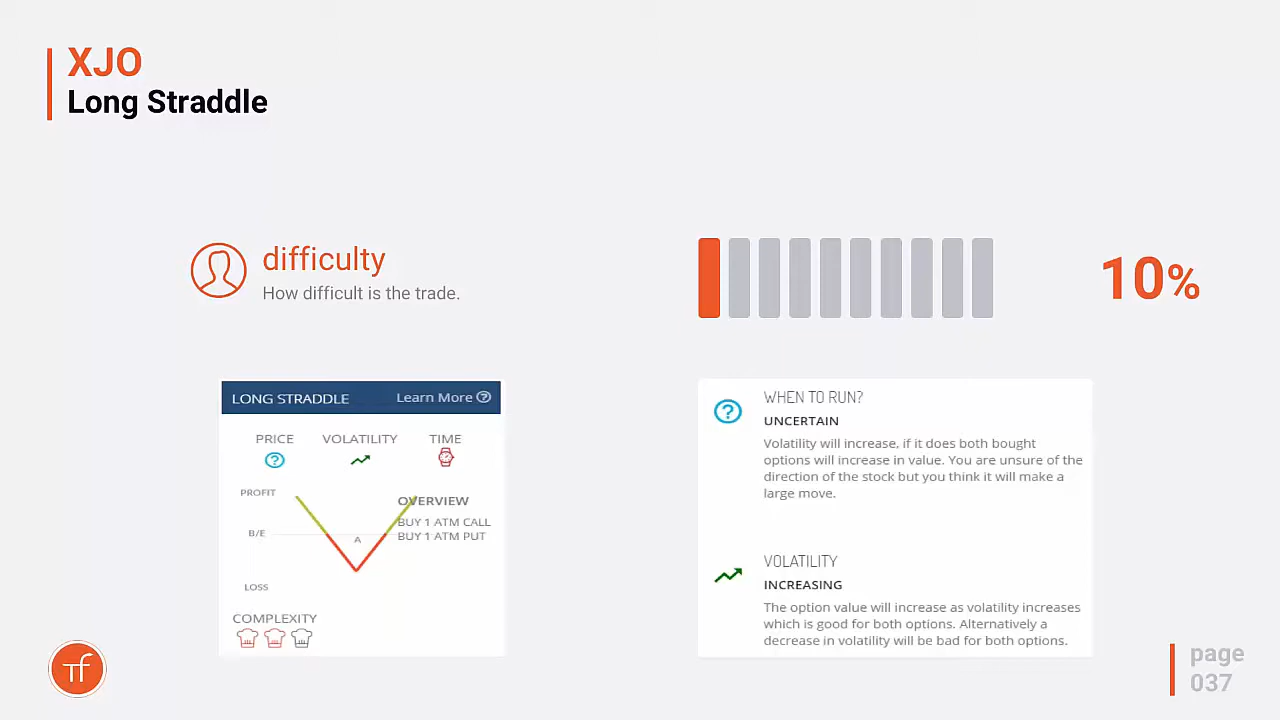 XJO
Long Straddle
difficulty
How difficult is the trade.
10%
LONG STRADDLE Learn More
PRICE VOLATILITY TIME
PROFIT
OVERVIEW
BUY 1 ATM CALL
B/E
A
BUY 1 ATM PUT
LOSS
COMPLEXITY
WHEN TO RUN?
UNCERTAIN
Volatility will increase, if it does both bought
options will increase in value. You are unsure of the
direction of the stock but you think it will make a
large move.
VOLATILITY
INCREASING
The option value will increase as volatility increases
which is good for both options. Alternatively a
decrease in volatility will be bad for both options.
Tf
page
037